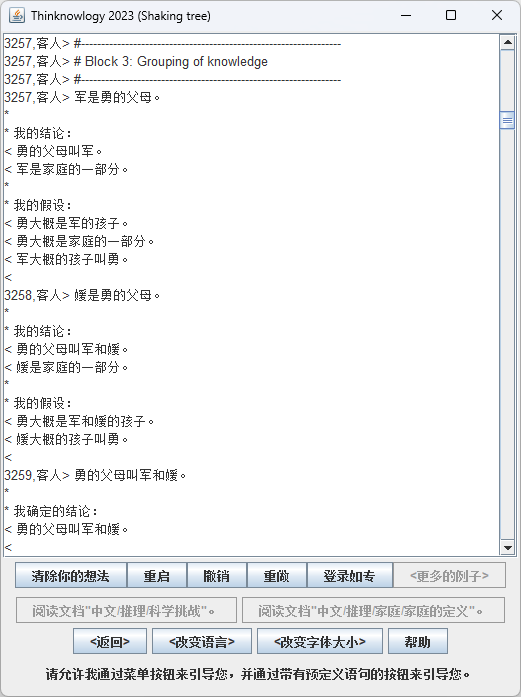 Thinknowlogy 2023 (Shaking tree)
3257,客人> #----------------------------------------------------------------
3257,客人> # Block 3: Grouping of knowledge
3257,客人> #----------------------------------------------------------------
3257,客人> 军是勇的父母。
*
* 我的结论：
< 勇的父母叫军。
< 军是家庭的一部分。
*
* 我的假设：
< 勇大概是军的孩子。
< 勇大概是家庭的一部分。
< 军大概的孩子叫勇。
<
3258,客人> 媛是勇的父母。
*
* 我的结论：
< 勇的父母叫军和媛。
< 媛是家庭的一部分。
*
* 我的假设：
< 勇大概是军和媛的孩子。
< 媛大概的孩子叫勇。
<
3259,客人> 勇的父母叫军和媛。
*
* 我确定的结论：
< 勇的父母叫军和媛。
<
清除你的想法 重启 撤销 重做 登录如专 <更多的例子>
阅读文档"中文/推理/科学挑战"。 阅读文档"中文/推理/家庭/家庭的定义"。
<返回> <改变语言> <改变字体大小> 帮助
请允许我通过菜单按钮来引导您，并通过带有预定义语句的按钮来引导您。